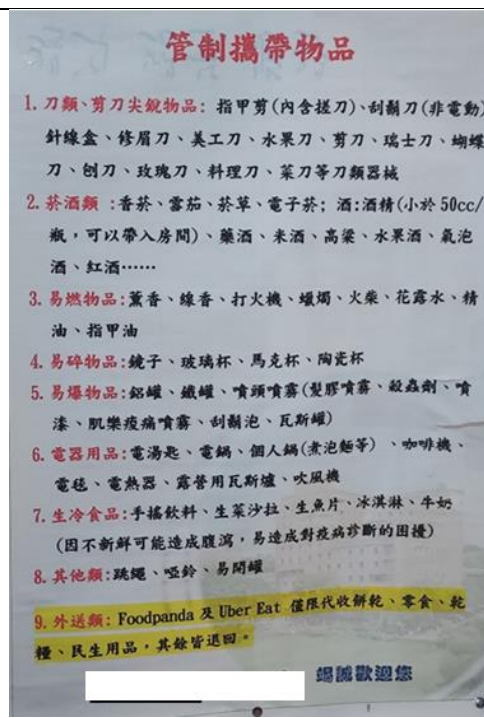 管制攜帶物品
1. 刀類、剪刀尖銳物品: 指甲剪(內含搓刀)、刮鬍刀(非電動)
針線盒、修眉刀、美工刀、水果刀、剪刀、瑞士刀、蝴蝶
刀、刨刀、玫瑰刀、料理刀、菜刀等刀類器械
2. 菸酒類 :香菸、雪茄、菸草、電子菸; 酒:酒精(小於 50cc/
瓶，可以帶入房間)、藥酒、米酒、高粱、水果酒、氣泡
酒、紅酒……
3. 易燃物品:薰香、線香、打火機、蠟燭、火柴、花露水、精
油、指甲油
4. 易碎物品:鏡子、玻璃杯、馬克杯、陶瓷杯
5. 易爆物品:鋁罐、鐵罐、噴頭噴霧(髮膠噴霧、殺蟲劑、噴
漆、肌樂痠痛噴霧、刮鬍泡、瓦斯罐)
6. 電器用品:電湯匙、電鍋、個人鍋(煮泡麵等) 、咖啡機、
電毯、電熱器、露營用瓦斯爐、吹風機
7. 生冷食品:手搖飲料、生菜沙拉、生魚片、冰淇淋、牛奶
(因不新鮮可能造成腹瀉，易造成對疫病診斷的困擾)
8. 其他類:跳繩、啞鈴、易開罐
9. 外送類: Foodpanda 及 Uber Eat 僅限代收餅乾、零食、乾
糧、民生用品，其餘皆退回。
竭誠歡迎您